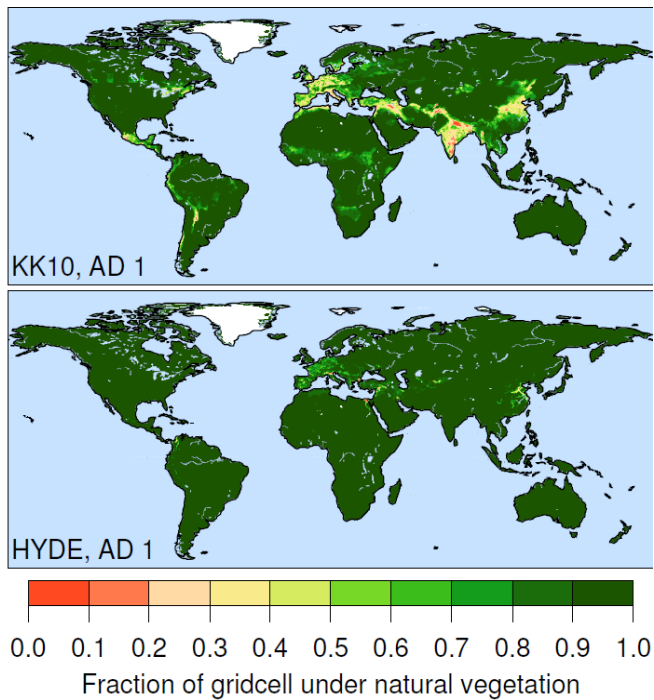 KK10, AD 1
HYDE, AD 1
0.0 0.1 0.2 0.3 0.4 0.5 0.6 0.7 0.8 0.9 1.0
Fraction of gridcell under natural vegetation